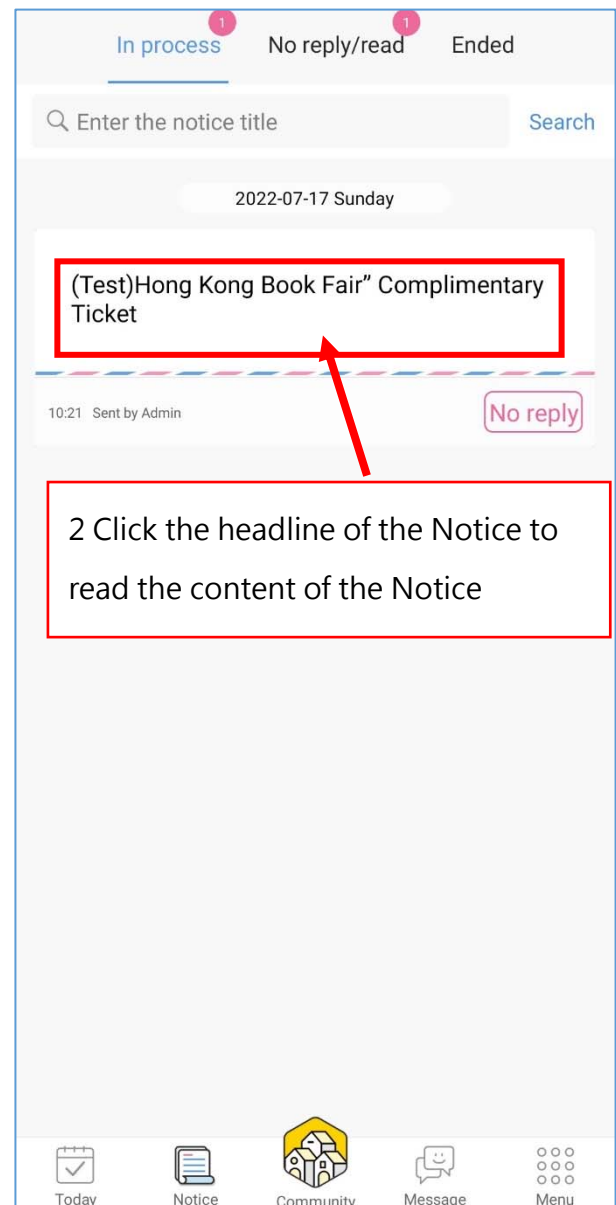 1 1
In process No reply/read Ended
Enter the notice title Search
2022-07-17 Sunday
(Test)Hong Kong Book Fair” Complimentary
Ticket
10:21 Sent by Admin No reply
2 Click the headline of the Notice to
read the content of the Notice
Today Notice Community Message Menu